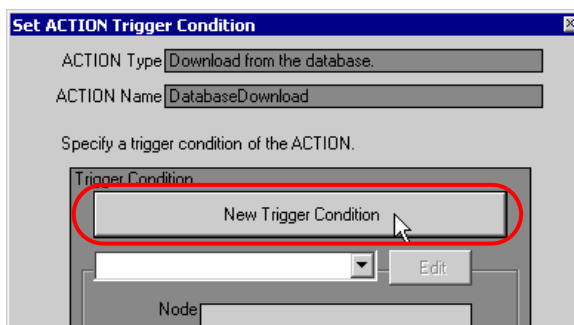 Set ACTION Trigger Condition
ACTION Type Download from the database.
ACTION Name DatabaseDownload
Specify a trigger condition of the ACTION.
Trigger Condition
New Trigger Condition
Edit
Node